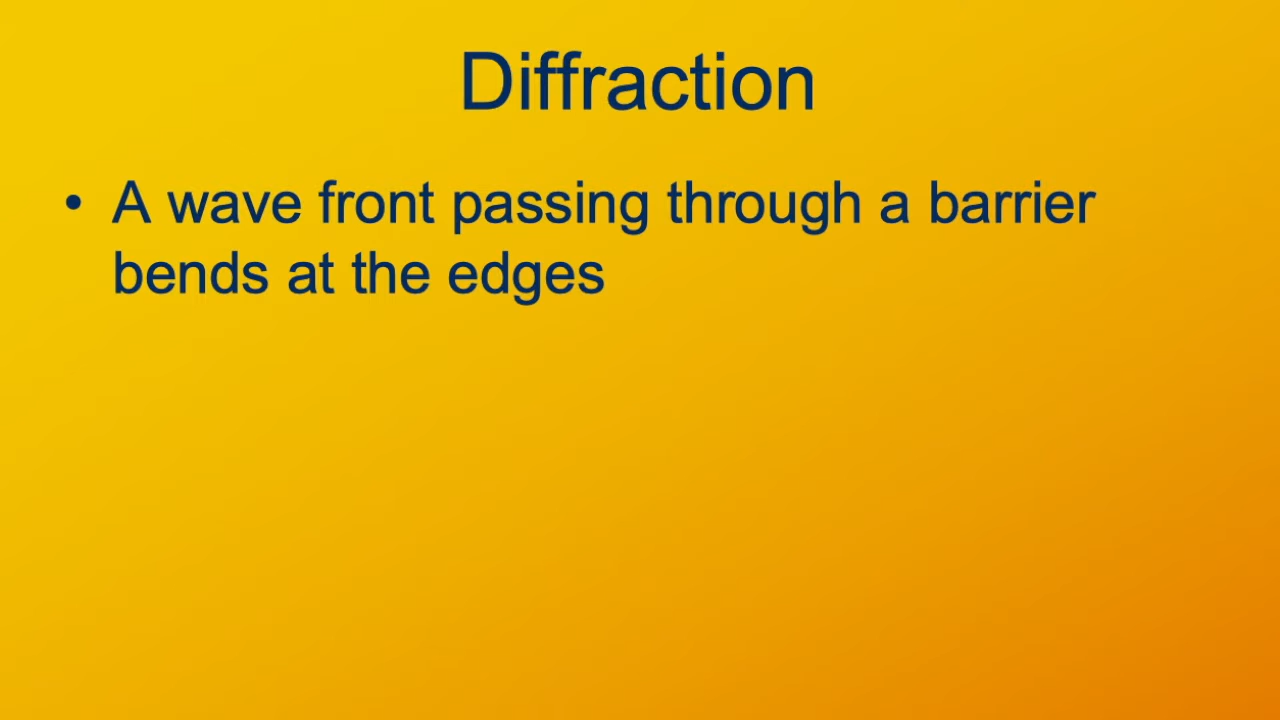 Diffraction
• A wave front passing through a barrier
bends at the edges